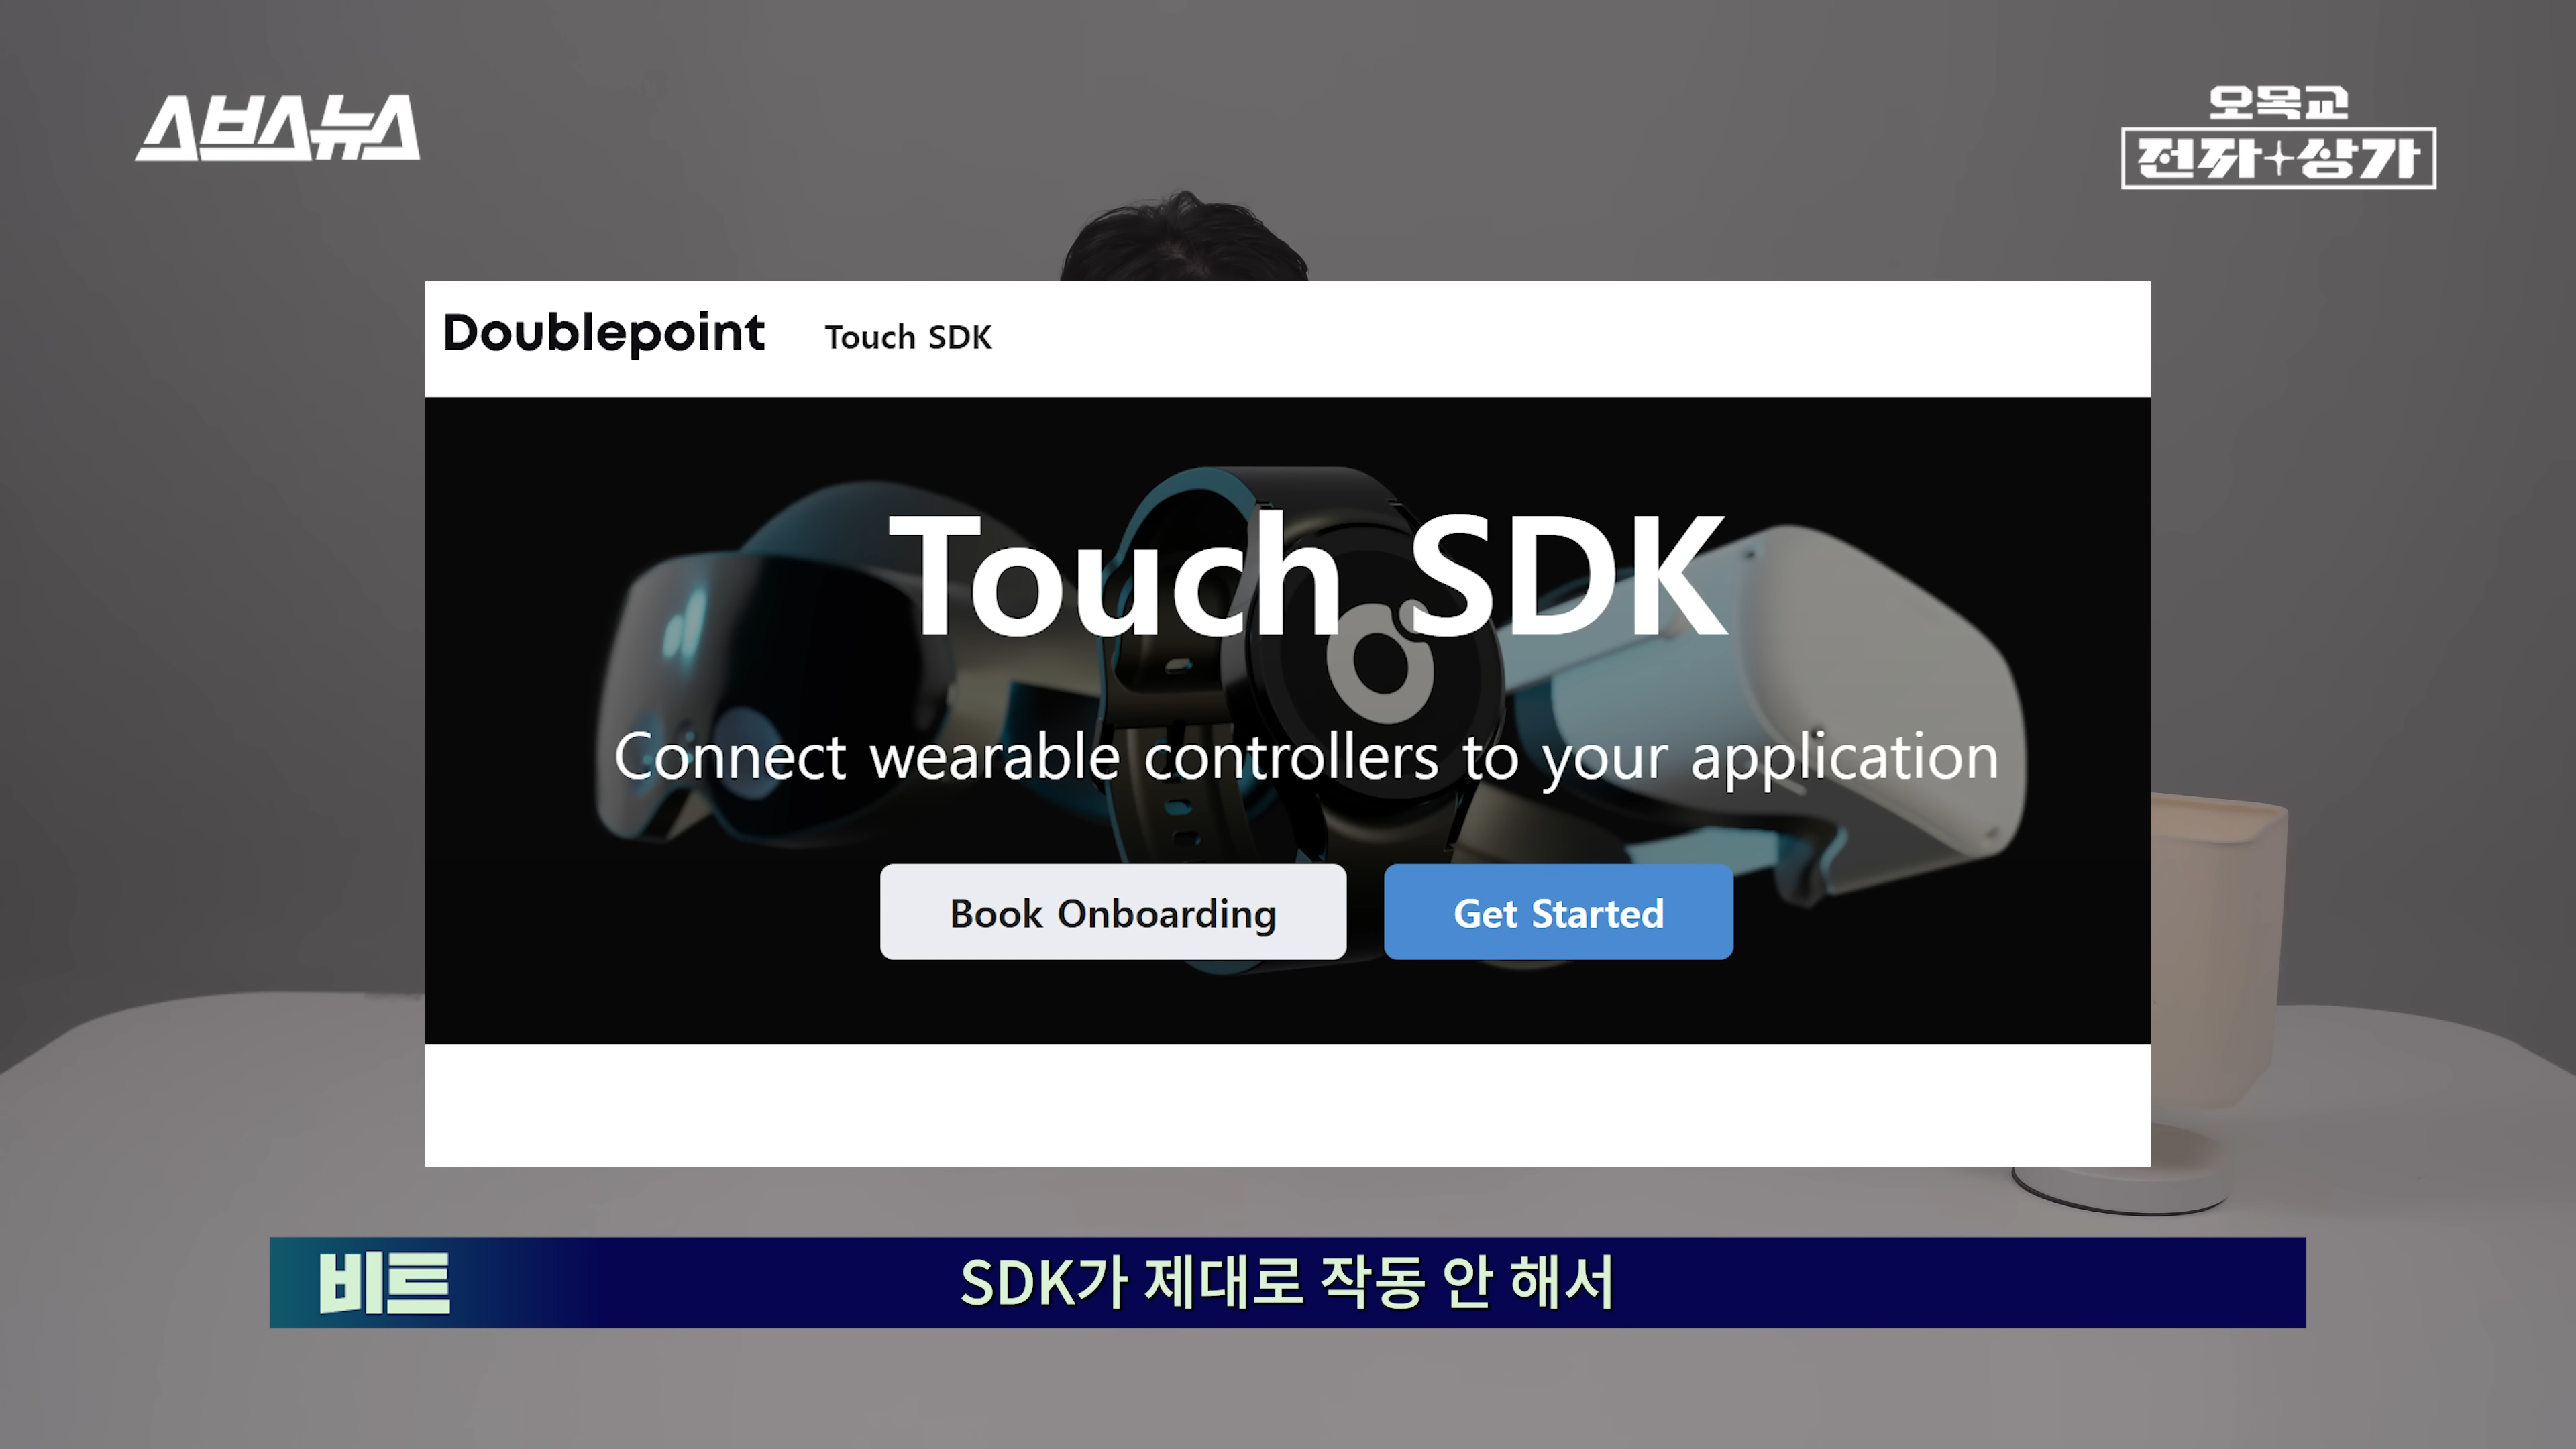 스브스뉴스
오목교
전자상가
Doublepoint Touch SDK
Touch SDK
Connect wearable controllers to your application
Book Onboarding Get Started
비트 SDK가 제대로 작동 안 해서